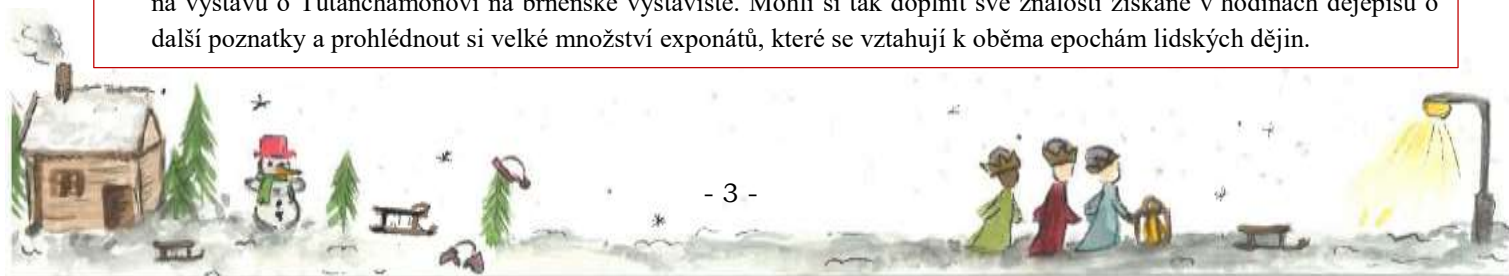 na výstavu o Tutanchamonovi na brněnské výstaviště. Mohli si tak doplnit své znalosti získané v hodinách dějepisu o
další poznatky a prohlédnout si velké množství exponátů, které se vztahují k oběma epochám lidských dějin.
- 3 -